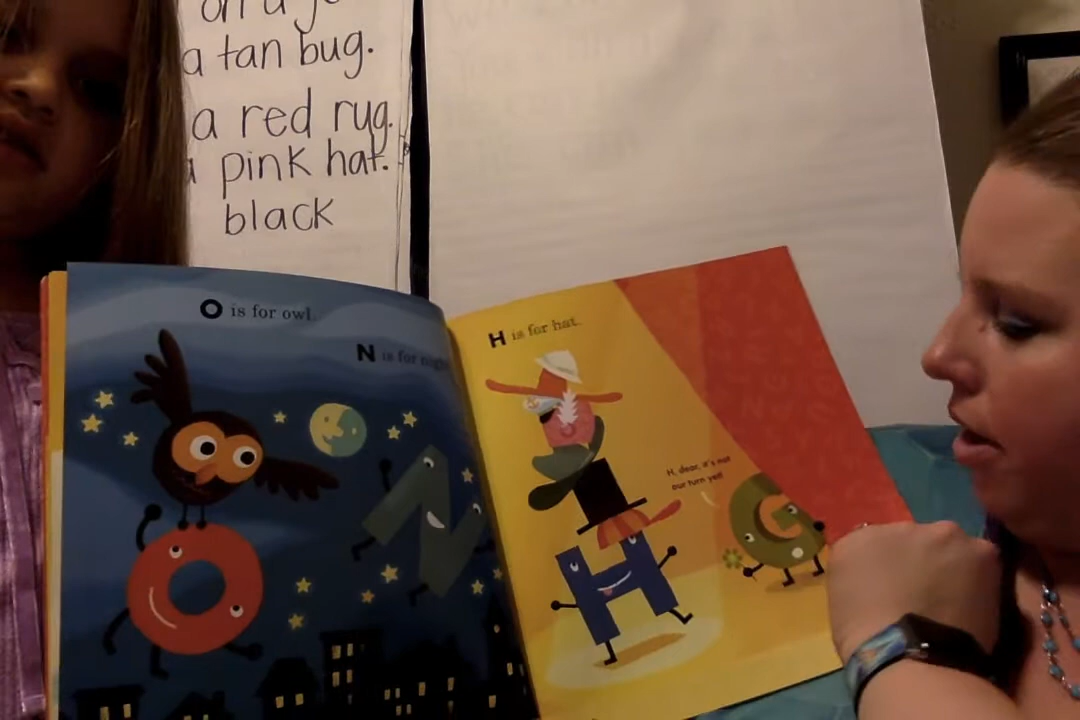 a tan bug.
a red rug.
pink hat.
black
O is for owl.
N is for night
H is for hat.
H, dear, it's not
our turn yet!